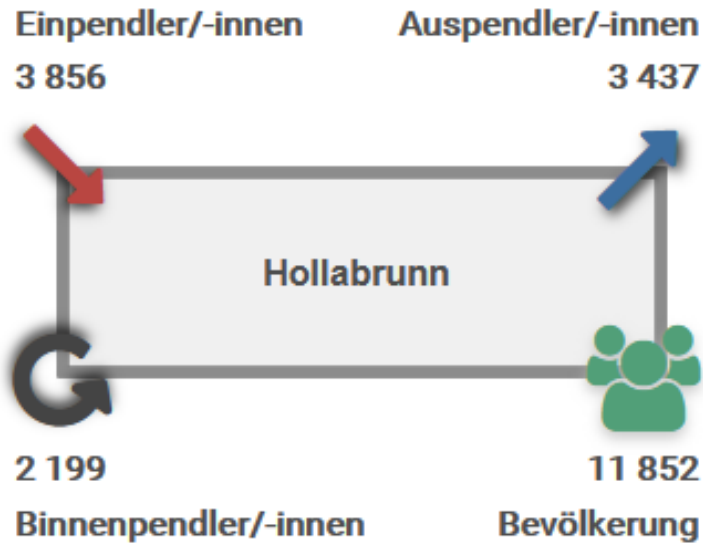 Einpendler/-innen
Auspendler/-innen
3 856
3 437
Hollabrunn
2 199
11 852
Binnenpendler/-innen
Bevölkerung